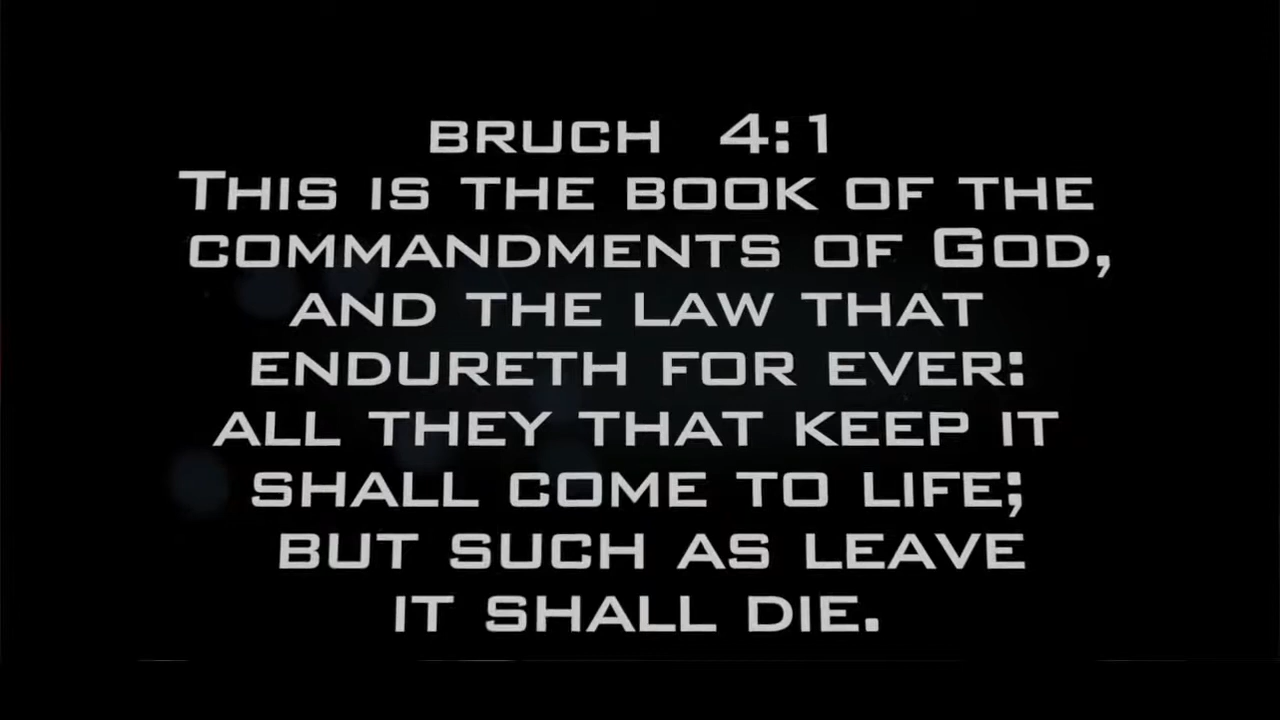 BRUCH 4:1
THIS IS THE BOOK OF THE
COMMANDMENTS OF GOD,
AND THE LAW THAT
ENDURETH FOR EVER:
ALL THEY THAT KEEP IT
SHALL COME TO LIFE;
BUT SUCH AS LEAVE
IT SHALL DIE.